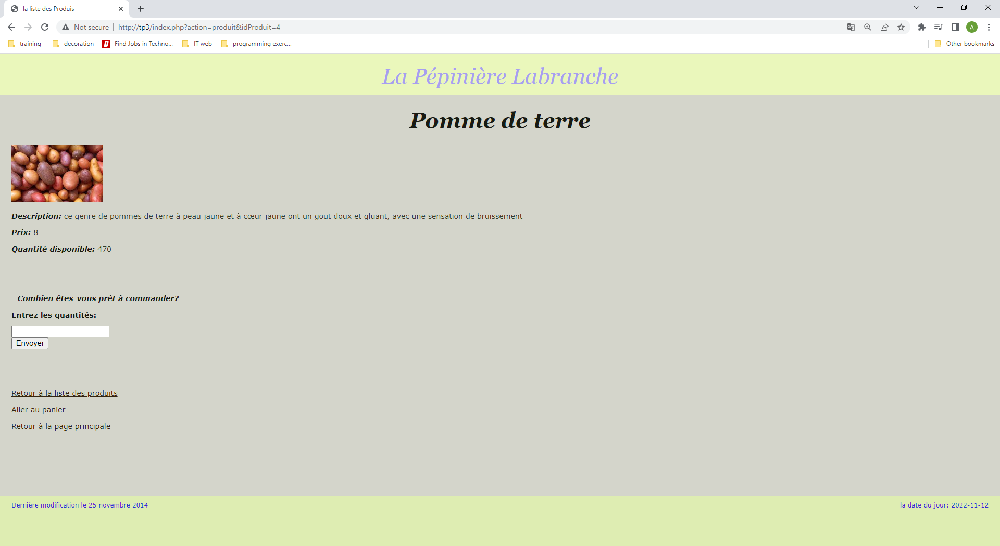 la liste des Produis
Not secure http://tp3/index.php?action=produit&idProduit=4 A
training decoration D Find Jobs in Techno... IT web programming exerc... Other bookmarks
La Pépinière Labranche
Pomme de terre
Description: ce genre de pommes de terre à peau jaune et à cœur jaune ont un gout doux et gluant, avec une sensation de bruissement
Prix: 8
Quantité disponible: 470
- Combien êtes-vous prêt à commander?
Entrez les quantités:
Envoyer
Retour à la liste des produits
Aller au panier
Retour à la page principale
Dernière modification le 25 novembre 2014 la date du jour: 2022-11-12